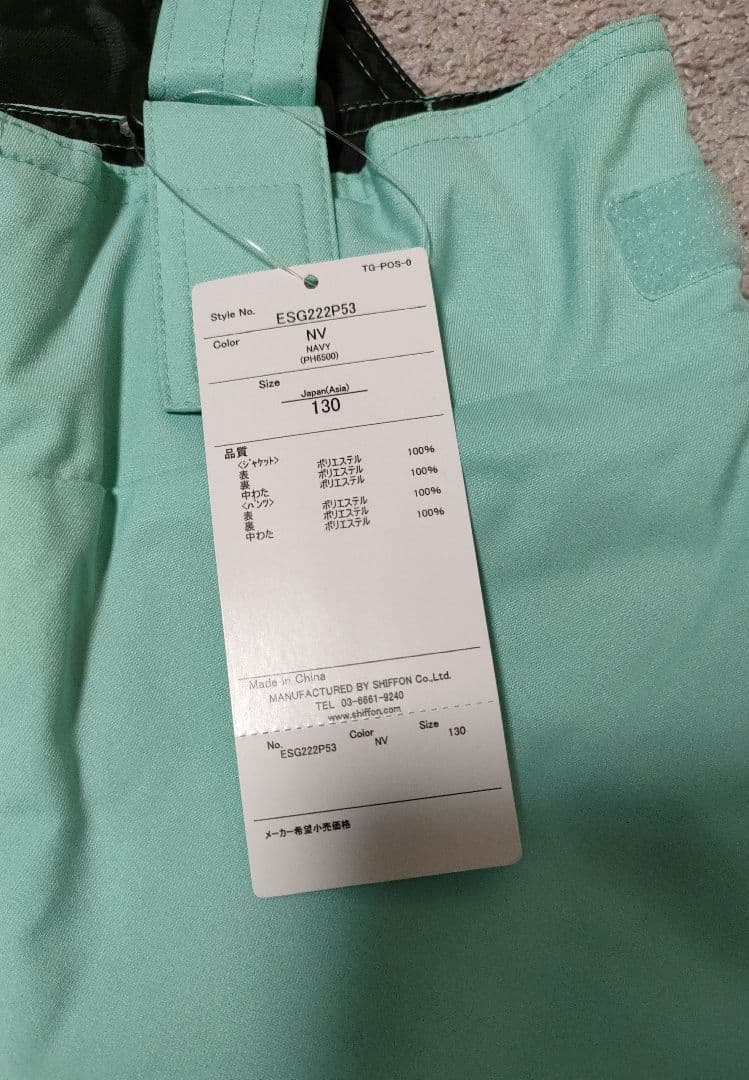 TG-POS-0
Style No. ESG222P53
Color NV
NAVY
(PH6500)
Size Japan(Asia)
130
品質
<ｼﾞｬｹｯﾄ>
表 ポリエステル 100%
裏 ポリエステル 100%
中わた ポリエステル 100%
<ﾊﾟﾝﾂ>
表 ポリエステル 100%
裏 ポリエステル
中わた ポリエステル
Made in China
MANUFACTURED BY SHIFFON Co.,Ltd.
TEL 03-6661-9240
www.shiffon.com
No. ESG222P53 Color NV Size 130
メーカー希望小売価格